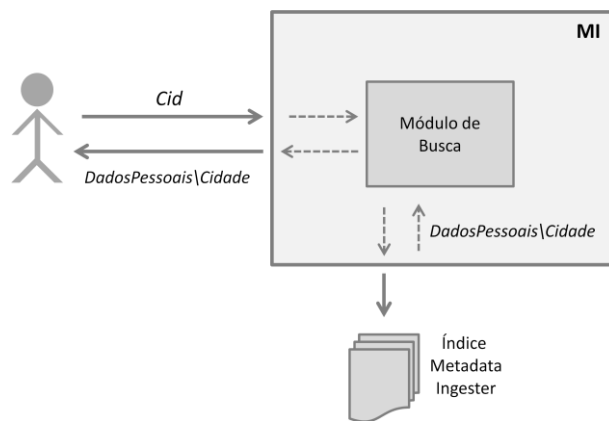 MI
Cid
Módulo de
Busca
DadosPessoais\Cidade
DadosPessoais\Cidade
Índice
Metadata
Ingester